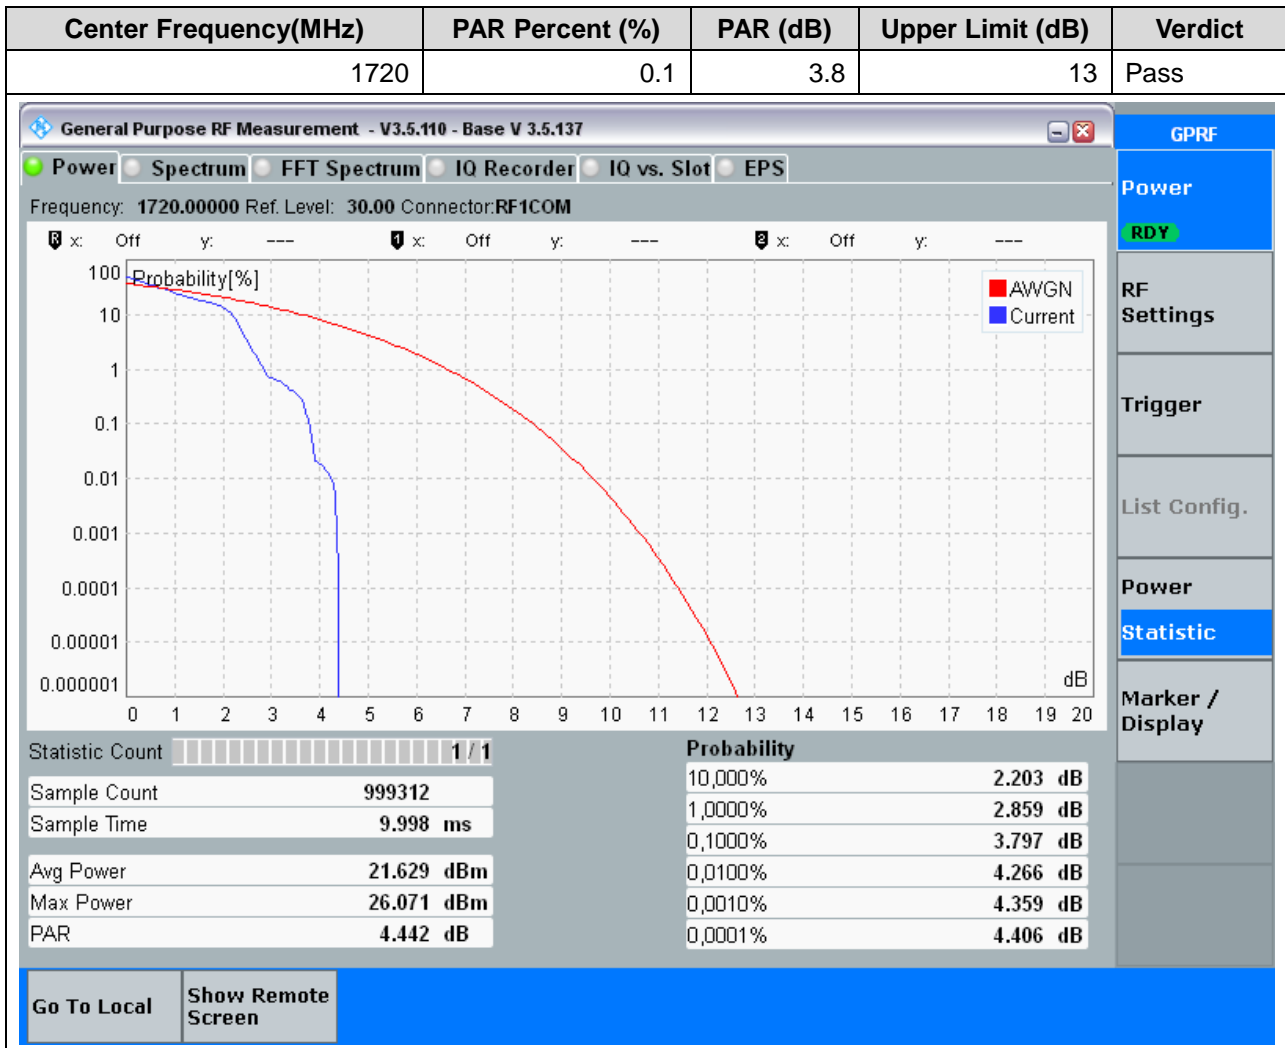 Center Frequency(MHz) PAR Percent (%) PAR (dB) Upper Limit (dB) Verdict
1720 0.1 3.8 13 Pass
General Purpose RF Measurement - V3.5.110 - Base V 3.5.137
GPRF
Power Spectrum FFT Spectrum IQ Recorder IQ vs. Slot EPS
Power
RDY
Frequency: 1720.00000 Ref. Level: 30.00 Connector:RF1COM
R x: Off y: --- 1 x: Off y: --- 2 x: Off y: ---
Probability[%]
AWGN
Current
100
10
1
0.1
0.01
0.001
0.0001
0.00001
0.000001
dB
0 1 2 3 4 5 6 7 8 9 10 11 12 13 14 15 16 17 18 19 20
RF
Settings
Trigger
List Config.
Power
Statistic
Marker /
Display
Statistic Count 1 / 1
Sample Count 999312
Sample Time 9.998 ms
Avg Power 21.629 dBm
Max Power 26.071 dBm
PAR 4.442 dB
Probability
10,000% 2.203 dB
1,0000% 2.859 dB
0,1000% 3.797 dB
0,0100% 4.266 dB
0,0010% 4.359 dB
0,0001% 4.406 dB
Go To Local
Show Remote
Screen